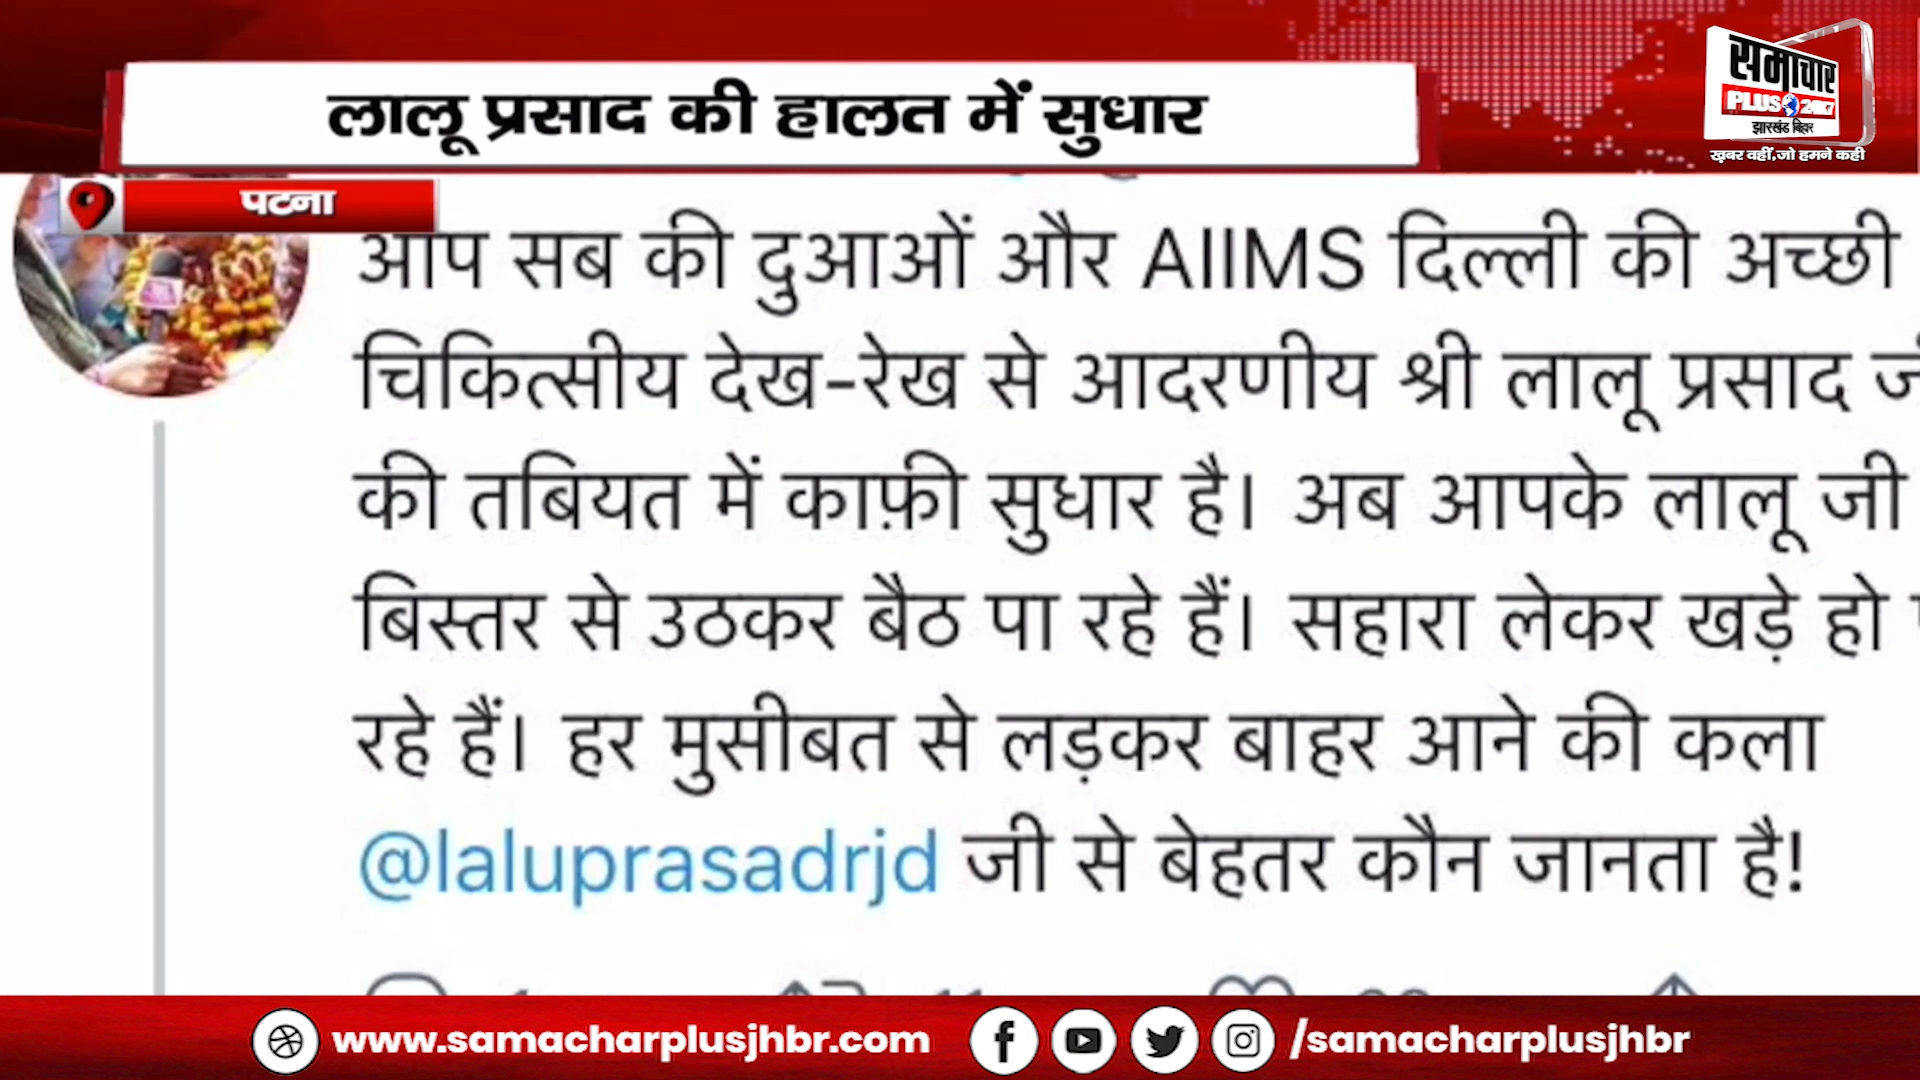 लालू प्रसाद की हालत में सुधार
समाचार
PLUS 24x7
झारखंड बिहार
ख़बर वहीं,जो हमने कही
पटना
आप सब की दुआओं और AIIMS दिल्ली की अच्छी
चिकित्सीय देख-रेख से आदरणीय श्री लालू प्रसाद
की तबियत में काफ़ी सुधार है। अब आपके लालू जी
बिस्तर से उठकर बैठ पा रहे हैं। सहारा लेकर खड़े हो
रहे हैं। हर मुसीबत से लड़कर बाहर आने की कला
@laluprasadrjd जी से बेहतर कौन जानता है!
www.samacharplusjhbr.com
/samacharplusjhbr